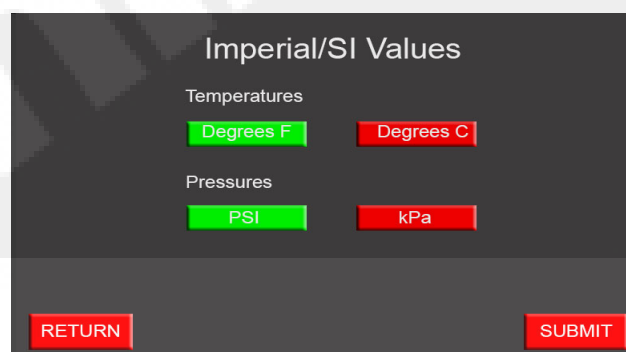 Imperial/SI Values
Temperatures
Degrees F Degrees C
Pressures
PSI kPa
RETURN SUBMIT